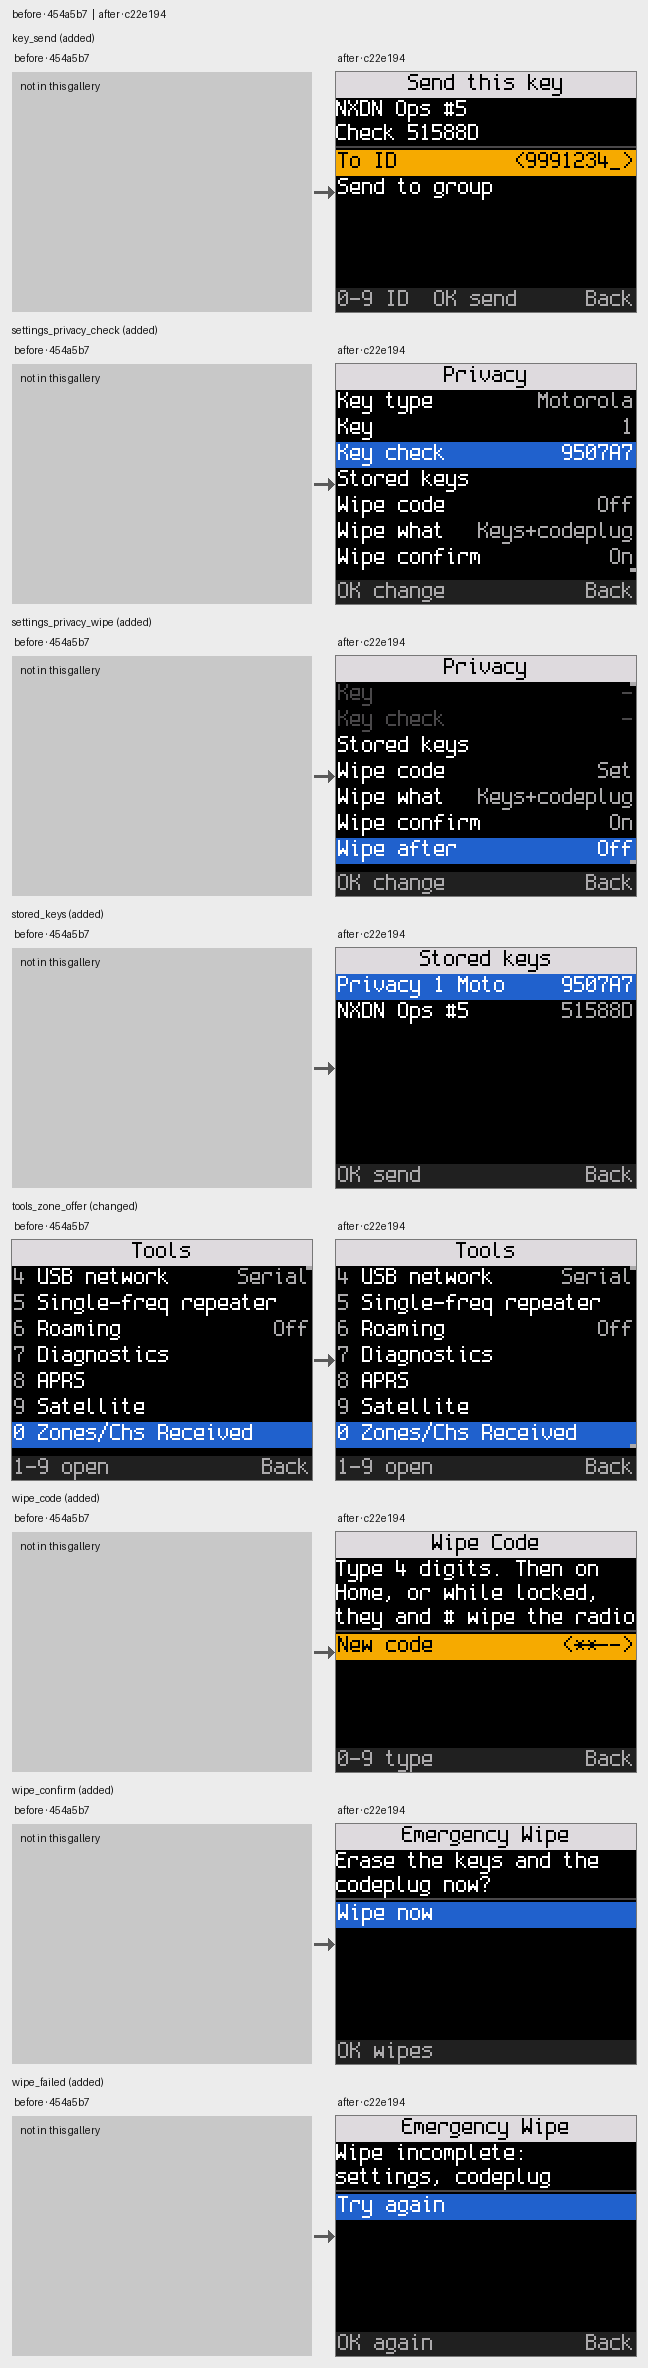 before · 454a5b7 | after · c22e194
key_send (added)
before · 454a5b7
after · c22e194
not in this gallery
Send this key
NXDN Ops #5
Check 51588D
To ID <9991234_>
Send to group
0-9 ID OK send Back
settings_privacy_check (added)
before · 454a5b7
after · c22e194
not in this gallery
Privacy
Key type Motorola
Key 1
Key check 9507A7
Stored keys
Wipe code Off
Wipe what Keys+codeplug
Wipe confirm On
OK change Back
settings_privacy_wipe (added)
before · 454a5b7
after · c22e194
not in this gallery
Privacy
Key -
Key check -
Stored keys
Wipe code Set
Wipe what Keys+codeplug
Wipe confirm On
Wipe after Off
OK change Back
stored_keys (added)
before · 454a5b7
after · c22e194
not in this gallery
Stored keys
Privacy 1 Moto 9507A7
NXDN Ops #5 51588D
OK send Back
tools_zone_offer (changed)
before · 454a5b7
after · c22e194
Tools
4 USB network Serial
5 Single-freq repeater
6 Roaming Off
7 Diagnostics
8 APRS
9 Satellite
0 Zones/Chs Received
1-9 open Back
Tools
4 USB network Serial
5 Single-freq repeater
6 Roaming Off
7 Diagnostics
8 APRS
9 Satellite
0 Zones/Chs Received
1-9 open Back
wipe_code (added)
before · 454a5b7
after · c22e194
not in this gallery
Wipe Code
Type 4 digits. Then on
Home, or while locked,
they and # wipe the radio
New code <**-->
0-9 type Back
wipe_confirm (added)
before · 454a5b7
after · c22e194
not in this gallery
Emergency Wipe
Erase the keys and the
codeplug now?
Wipe now
OK wipes
wipe_failed (added)
before · 454a5b7
after · c22e194
not in this gallery
Emergency Wipe
Wipe incomplete:
settings, codeplug
Try again
OK again Back